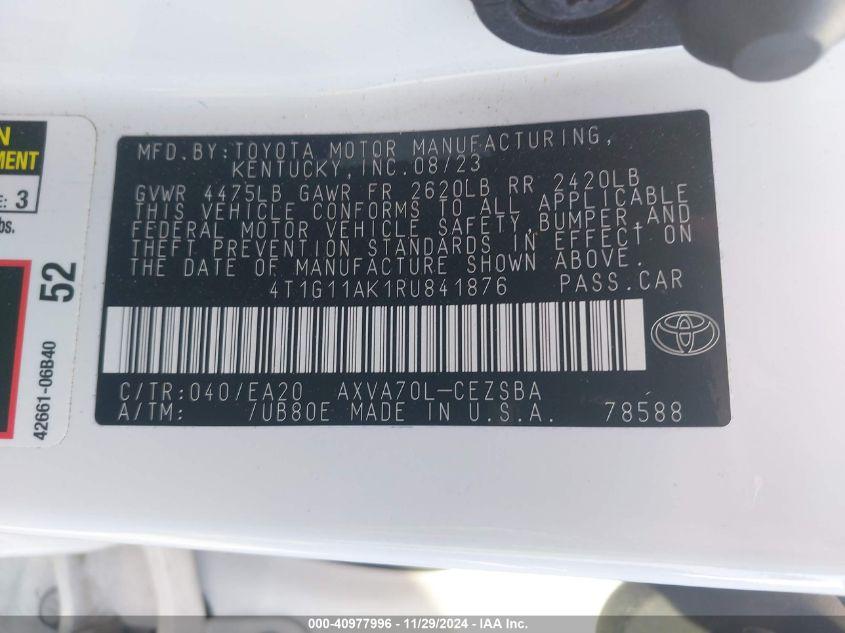 N
MENT
E: 3
bs.
52
42661-06B40
MFD.BY:TOYOTA MOTOR MANUFACTURING,
KENTUCKY, INC.08/23
GVWR 4475LB GAWR FR 2620LB RR 2420LB
THIS VEHICLE CONFORMS TO ALL APPLICABLE
FEDERAL MOTOR VEHICLE SAFETY,BUMPER,AND
THEFT PREVENTION STANDARDS IN EFFECT ON
THE DATE OF MANUFACTURE SHOWN ABOVE.
4T1G11AK1RU841876 PASS.CAR
C/TR:040/EA20 AXVA70L-CEZSBA
A/TM: /UB80E MADE IN U.S.A. 78588
000-40977996 - 11/29/2024 - IAA Inc.